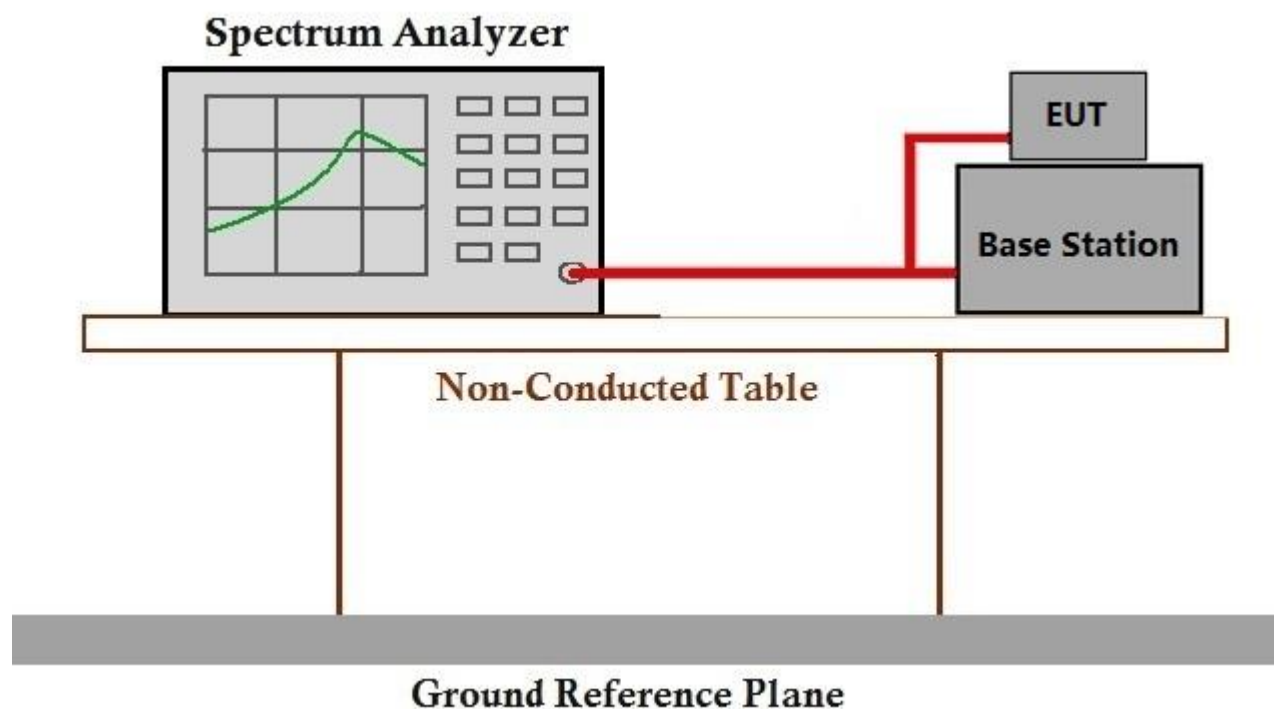 Spectrum Analyzer
EUT
Base Station
Non-Conducted Table
Ground Reference Plane